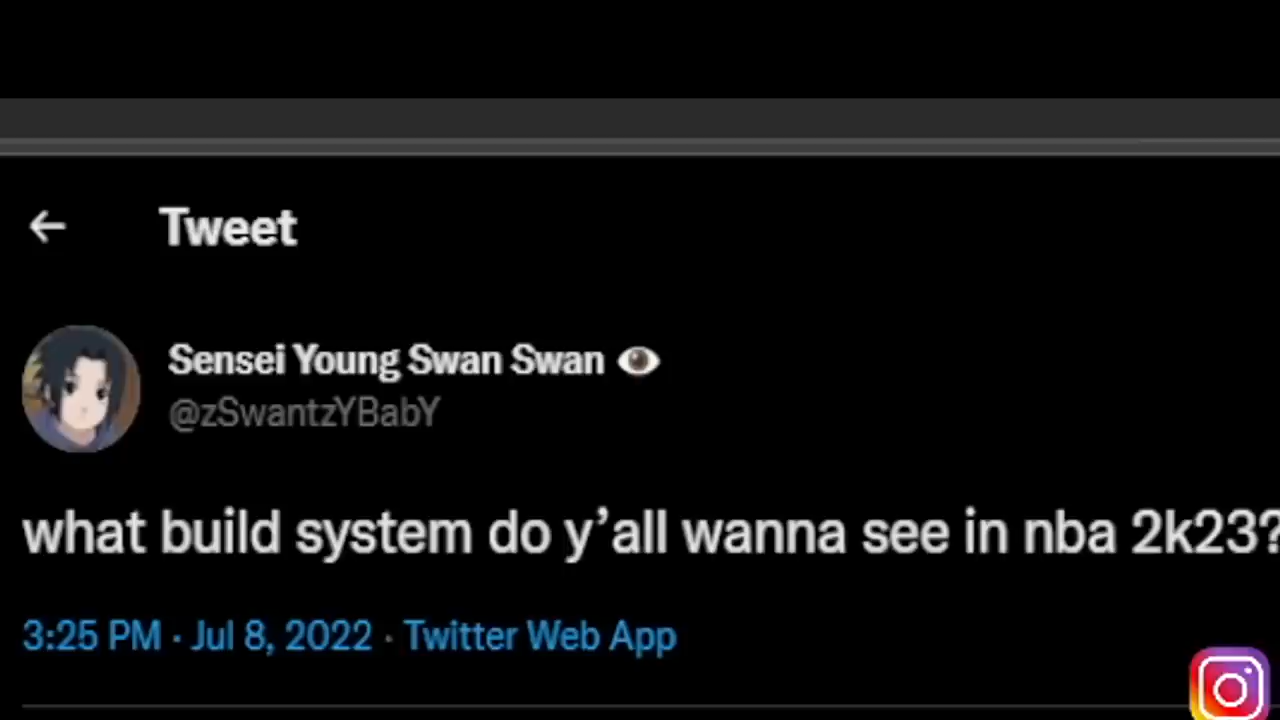 Tweet
Sensei Young Swan Swan 👁
@zSwantzYBabY
what build system do y’all wanna see in nba 2k23?
3:25 PM · Jul 8, 2022 · Twitter Web App